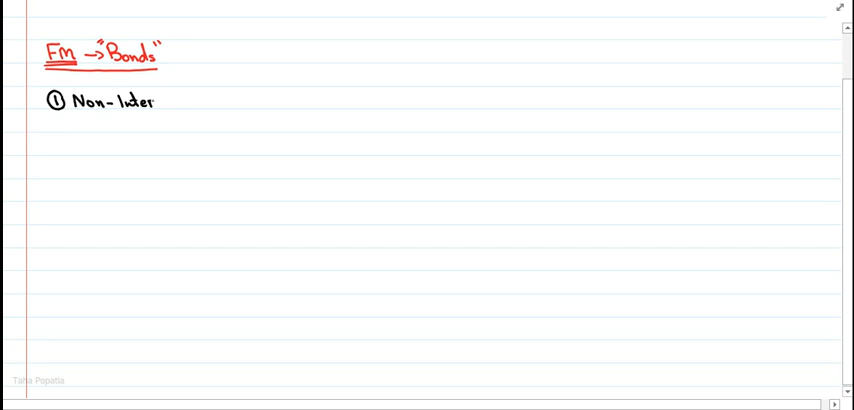 FM → "Bonds"
① Non-Inter
Taha Popatia